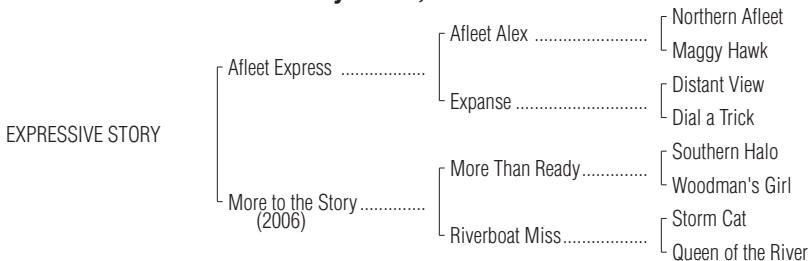 Northern Afleet
Afleet Alex ........................
Maggy Hawk
Afleet Express ..................
Distant View
Expanse ............................
Dial a Trick
EXPRESSIVE STORY
Southern Halo
More Than Ready..............
Woodman's Girl
More to the Story ..............
(2006)
Storm Cat
Riverboat Miss..................
Queen of the River